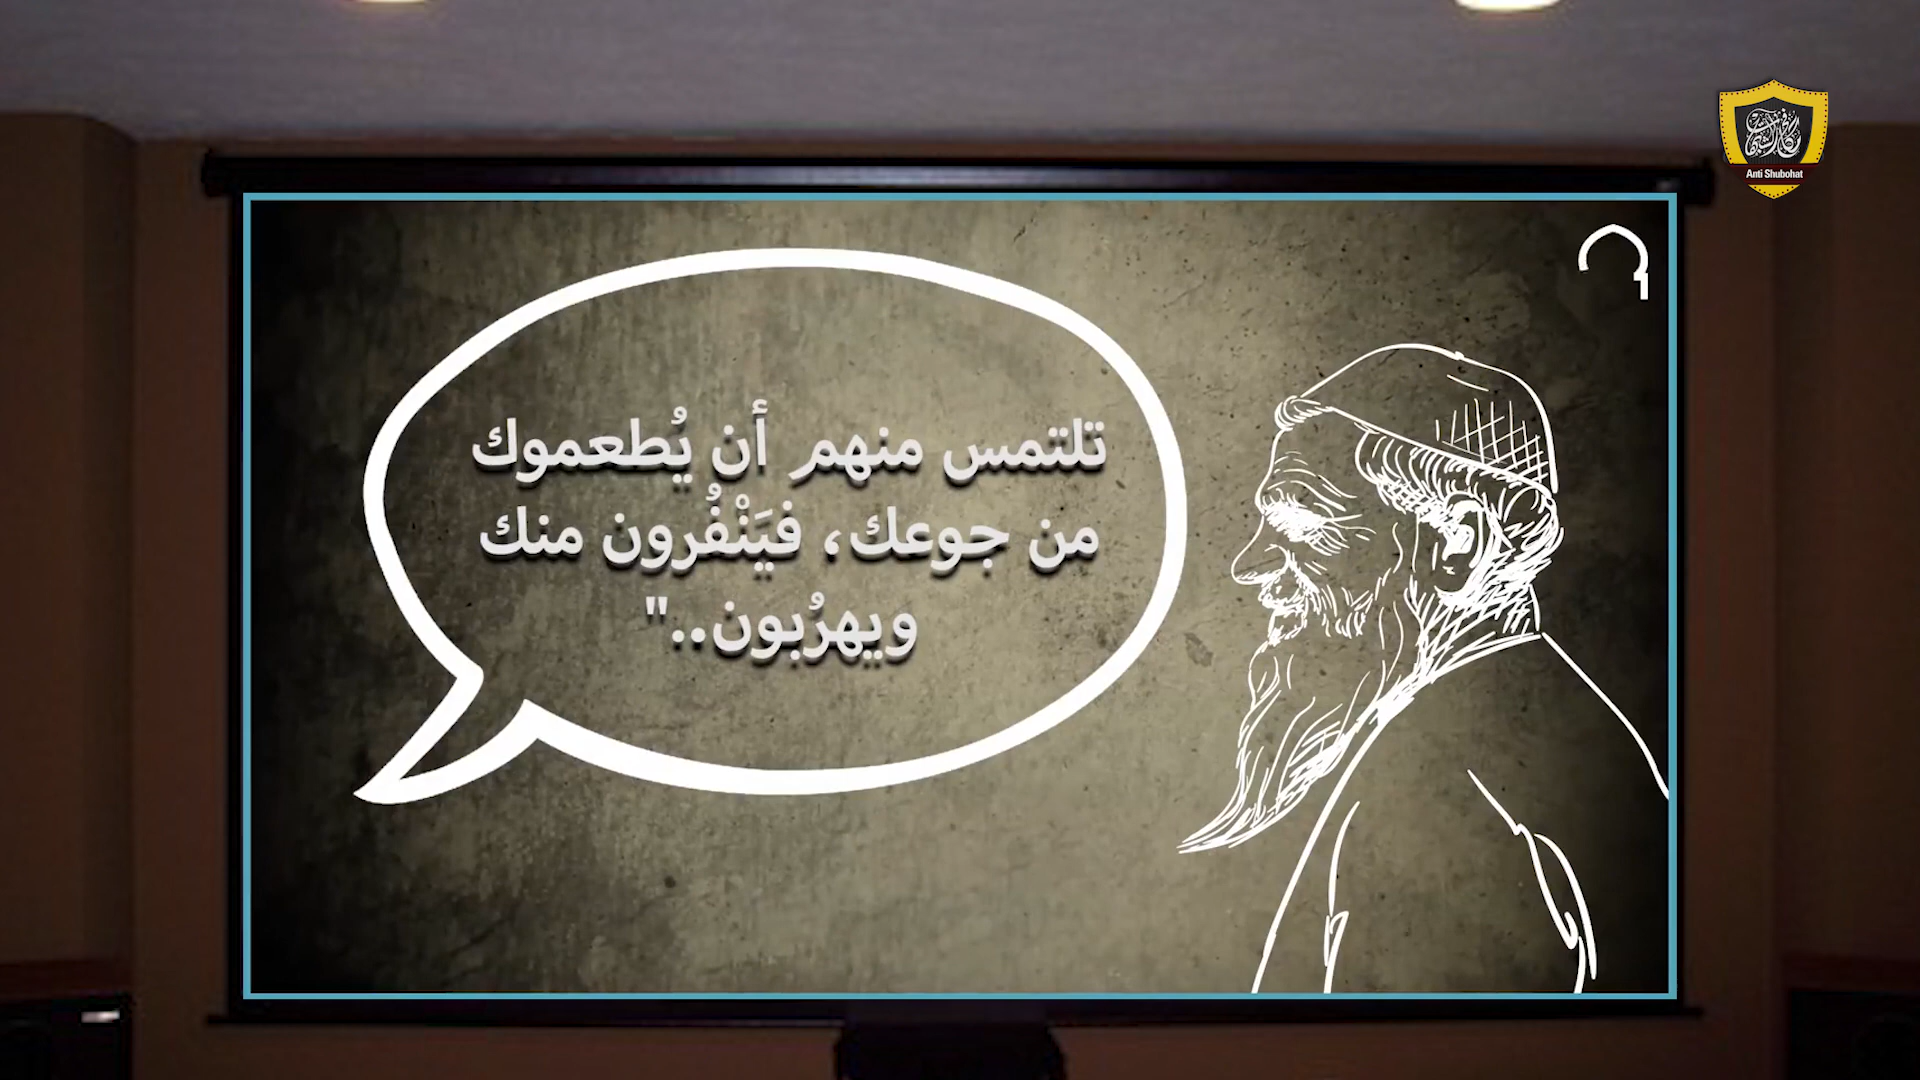 تلتمس منهم أن يُطعموك
من جوعك، فيَنْفُرون منك
ويهرُبون.."
Anti Shubohat